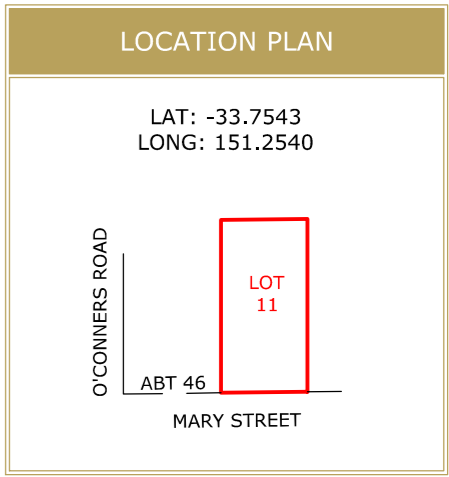 LOCATION PLAN
LAT: -33.7543
LONG: 151.2540
O'CONNERS ROAD
LOT
11
ABT 46
MARY STREET